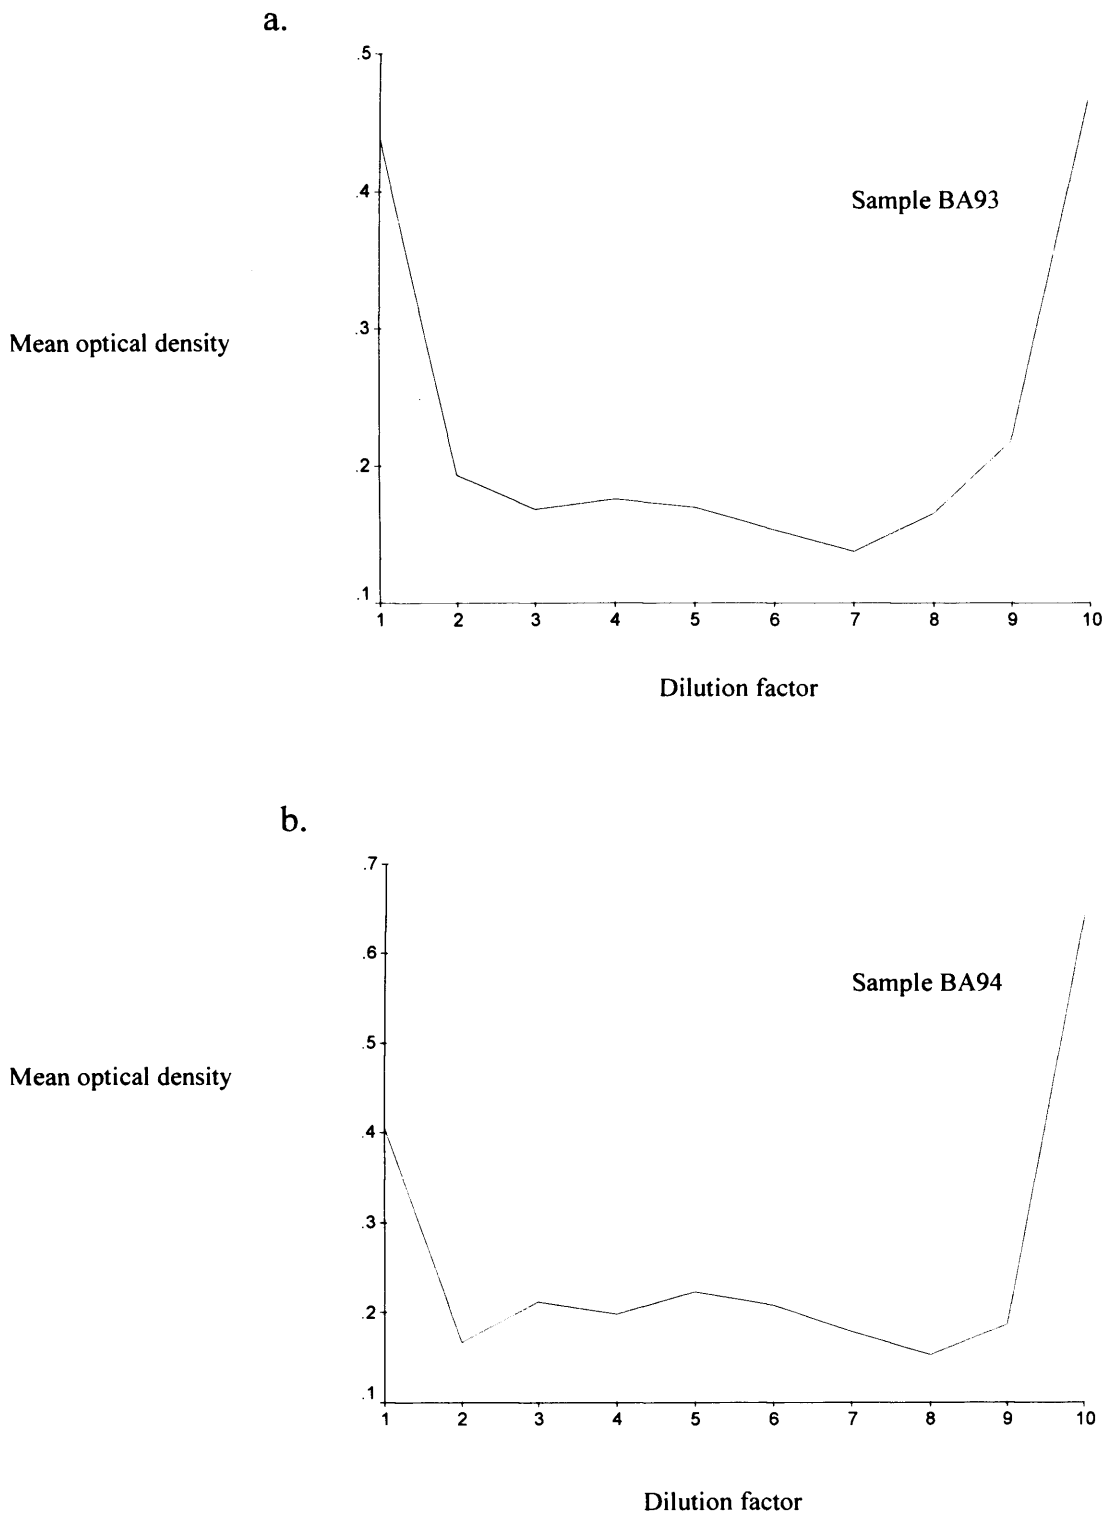 a.
.5
.4
Sample BA93
.3
Mean optical density
.2
.1
1 2 3 4 5 6 7 8 9 10
Dilution factor
b.
.7
.6
Sample BA94
.5
Mean optical density
.4
.3
.2
.1
1 2 3 4 5 6 7 8 9 10
Dilution factor